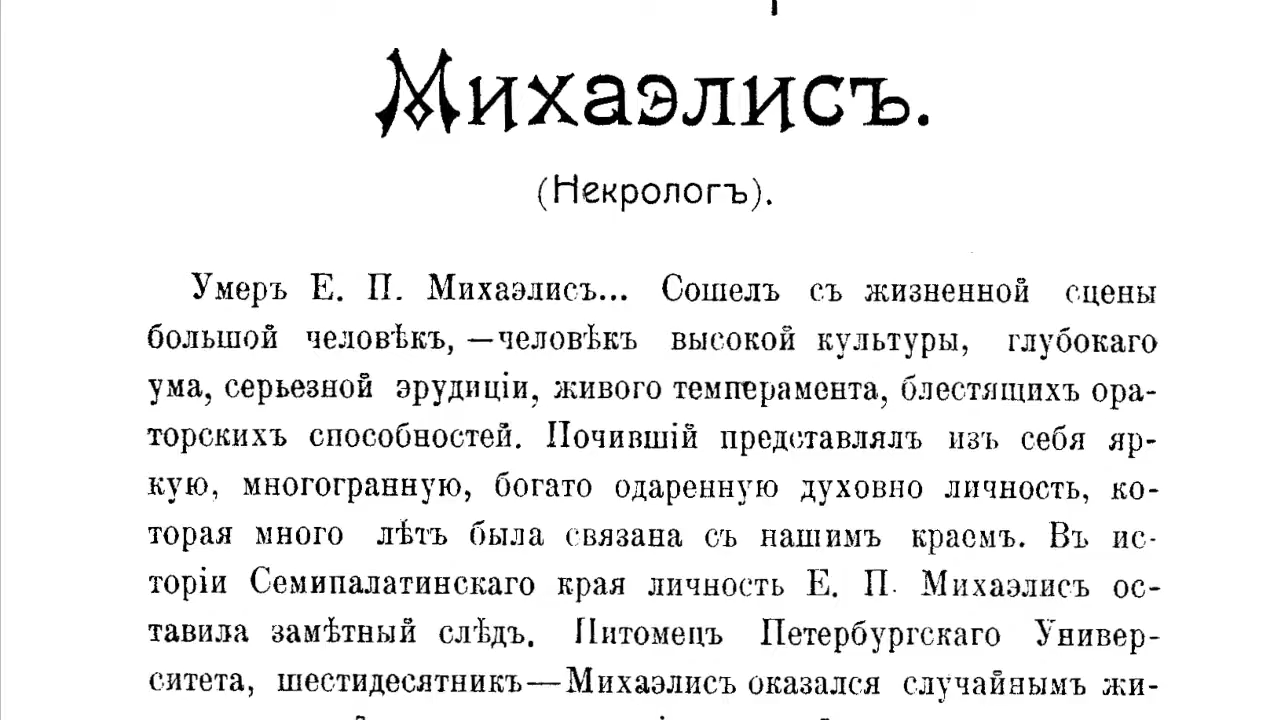 Михаэлисъ.
(Некрологъ).
Умеръ Е. П. Михаэлисъ... Сошелъ съ жизненной сцены
большой человѣкъ, —человѣкъ высокой культуры, глубокаго
ума, серьезной эрудиціи, живого темперамента, блестящихъ ора-
торскихъ способностей. Почившій представлялъ изъ себя яр-
кую, многогранную, богато одаренную духовно личность, ко-
торая много лѣтъ была связана съ нашимъ краемъ. Въ ис-
торіи Семипалатинскаго края личность Е. П. Михаэлисъ ос-
тавила замѣтный слѣдъ. Питомецъ Петербургскаго Универ-
ситета, шестидесятникъ—Михаэлисъ оказался случайнымъ жи-